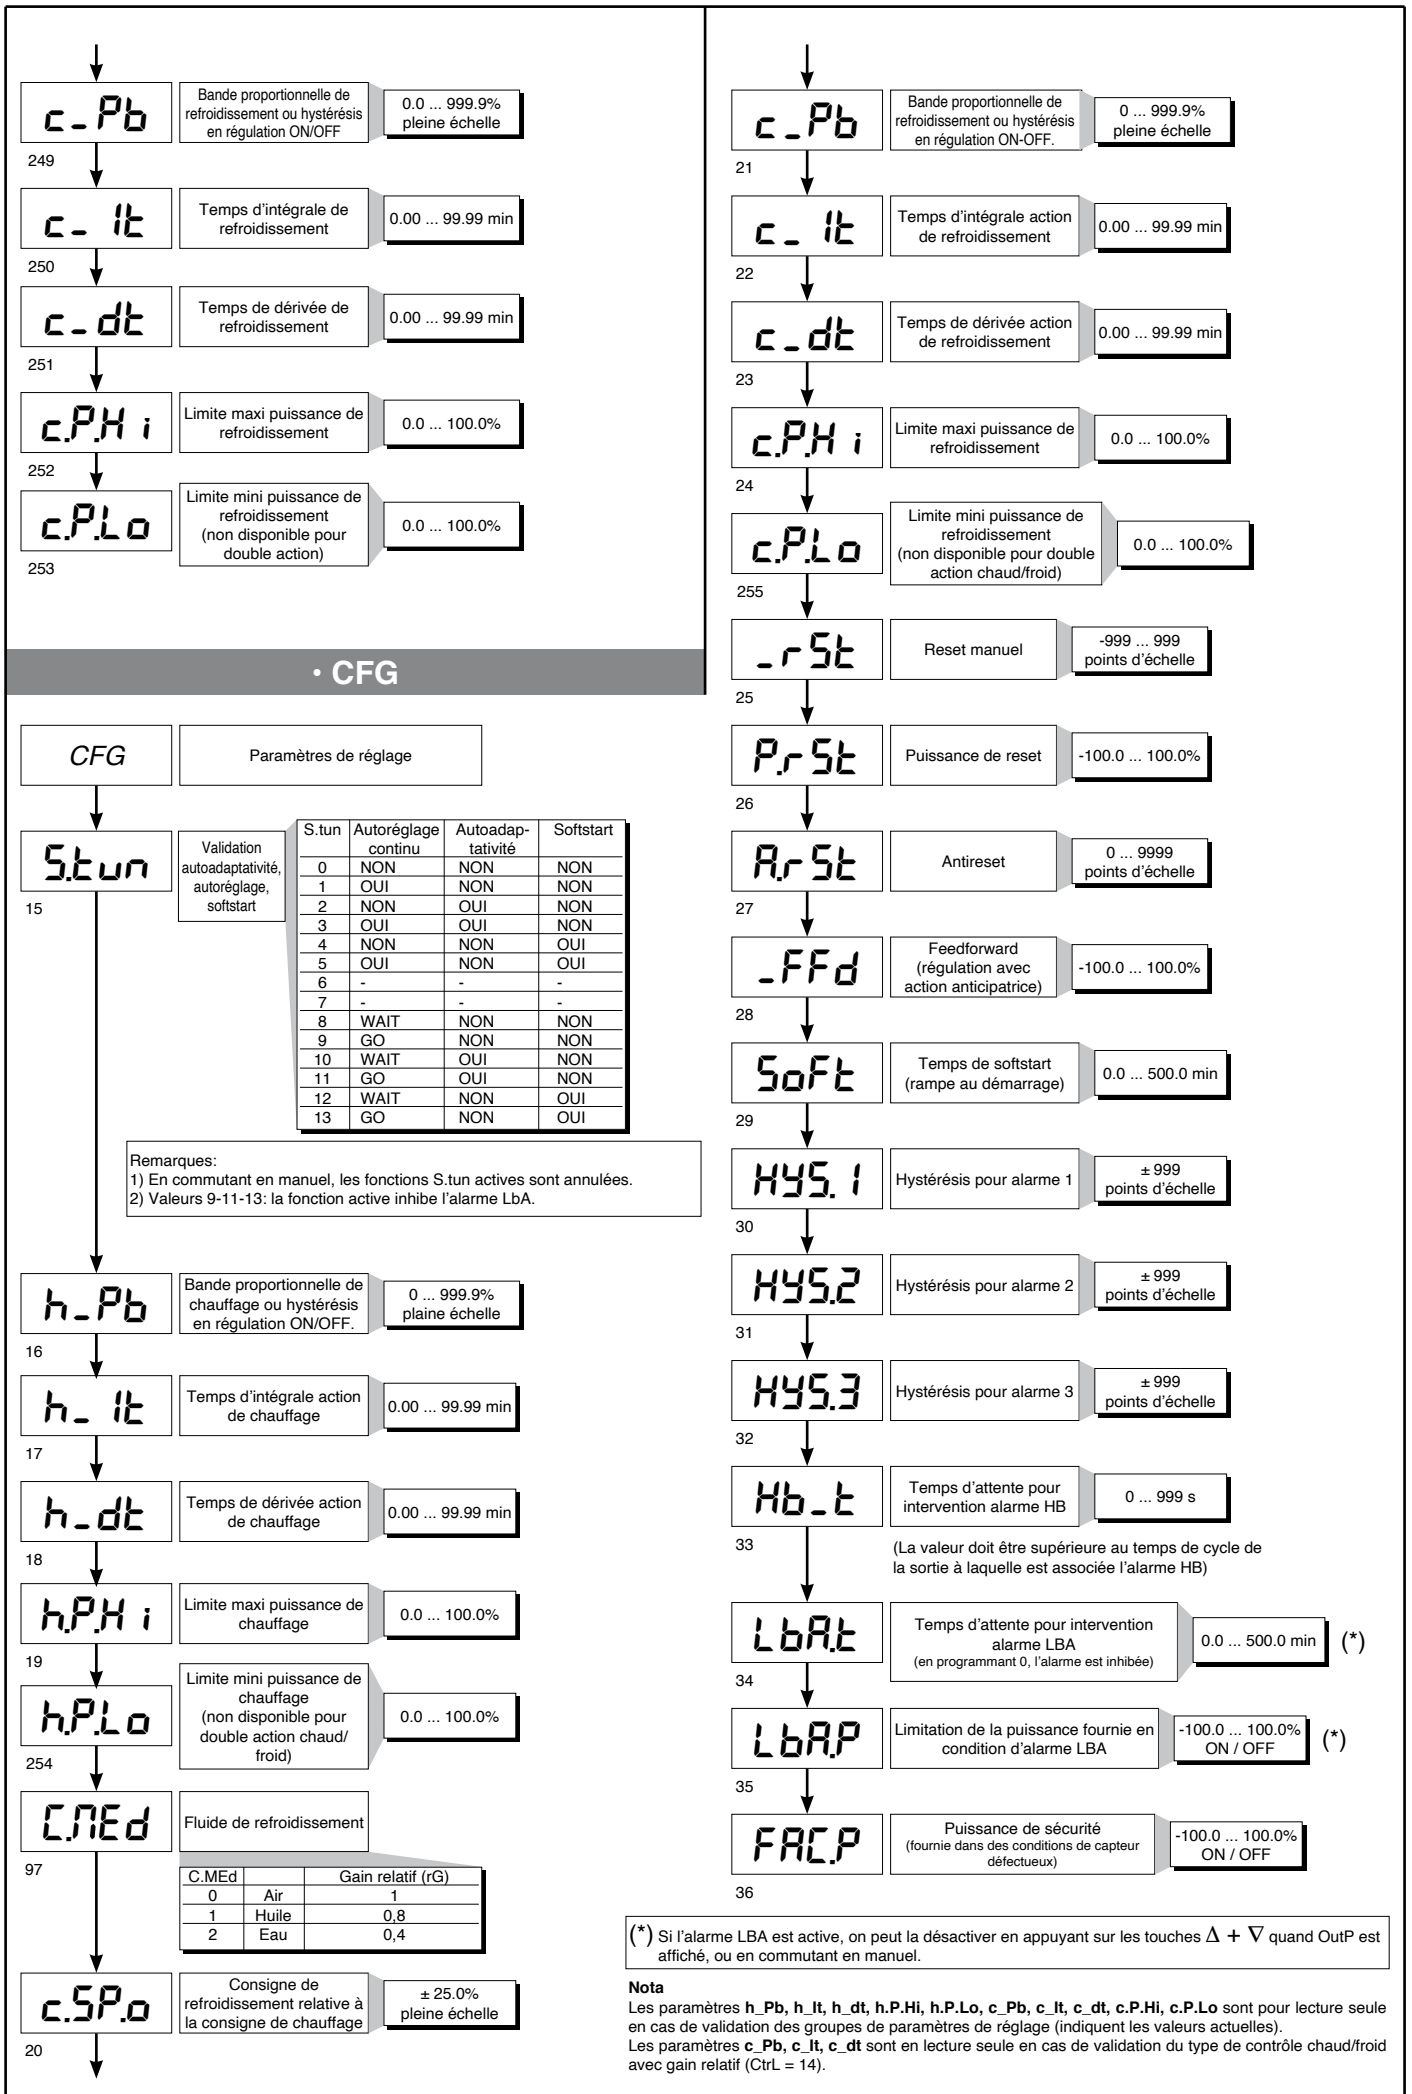 c_Pb
Bande proportionnelle de
refroidissement ou hystérésis
en régulation ON/OFF
0.0 ... 999.9%
pleine échelle
249
c_It
Temps d'intégrale de
refroidissement
0.00 ... 99.99 min
250
c_dt
Temps de dérivée de
refroidissement
0.00 ... 99.99 min
251
c.P.Hi
Limite maxi puissance de
refroidissement
0.0 ... 100.0%
252
c.P.Lo
Limite mini puissance de
refroidissement
(non disponible pour
double action)
0.0 ... 100.0%
253
• CFG
CFG
Paramètres de réglage
S.tun
Validation
autoadaptativité,
autoréglage,
softstart
15
S.tun Autoréglage continu Autoadap-tativité Softstart
0 NON NON NON
1 OUI NON NON
2 NON OUI NON
3 OUI OUI NON
4 NON NON OUI
5 OUI NON OUI
6 - - -
7 - - -
8 WAIT NON NON
9 GO NON NON
10 WAIT OUI NON
11 GO OUI NON
12 WAIT NON OUI
13 GO NON OUI
Remarques:
1) En commutant en manuel, les fonctions S.tun actives sont annulées.
2) Valeurs 9-11-13: la fonction active inhibe l'alarme LbA.
h_Pb
Bande proportionnelle de
chauffage ou hystérésis
en régulation ON/OFF.
0 ... 999.9%
plaine échelle
16
h_It
Temps d'intégrale action
de chauffage
0.00 ... 99.99 min
17
h_dt
Temps de dérivée action
de chauffage
0.00 ... 99.99 min
18
h.P.Hi
Limite maxi puissance de
chauffage
0.0 ... 100.0%
19
h.P.Lo
Limite mini puissance de
chauffage
(non disponible pour
double action chaud/
froid)
0.0 ... 100.0%
254
C.MEd
Fluide de refroidissement
97
C.MEd Gain relatif (rG)
0 Air 1
1 Huile 0,8
2 Eau 0,4
c.SP.o
Consigne de
refroidissement relative à
la consigne de chauffage
± 25.0%
pleine échelle
20
c_Pb
Bande proportionnelle de
refroidissement ou hystérésis
en régulation ON-OFF.
0 ... 999.9%
pleine échelle
21
c_It
Temps d'intégrale action
de refroidissement
0.00 ... 99.99 min
22
c_dt
Temps de dérivée action
de refroidissement
0.00 ... 99.99 min
23
c.P.Hi
Limite maxi puissance de
refroidissement
0.0 ... 100.0%
24
c.P.Lo
Limite mini puissance de
refroidissement
(non disponible pour double
action chaud/froid)
0.0 ... 100.0%
255
_rSt
Reset manuel
-999 ... 999
points d'échelle
25
P.rSt
Puissance de reset
-100.0 ... 100.0%
26
A.rSt
Antireset
0 ... 9999
points d'échelle
27
_FFd
Feedforward
(régulation avec
action anticipatrice)
-100.0 ... 100.0%
28
SoFt
Temps de softstart
(rampe au démarrage)
0.0 ... 500.0 min
29
HYS.1
Hystérésis pour alarme 1
± 999
points d'échelle
30
HYS.2
Hystérésis pour alarme 2
± 999
points d'échelle
31
HYS.3
Hystérésis pour alarme 3
± 999
points d'échelle
32
Hb_t
Temps d'attente pour
intervention alarme HB
0 ... 999 s
33
(La valeur doit être supérieure au temps de cycle de
la sortie à laquelle est associée l'alarme HB)
LbA.t
Temps d'attente pour intervention
alarme LBA
(en programmant 0, l'alarme est inhibée)
0.0 ... 500.0 min (*)
34
LbA.P
Limitation de la puissance fournie en
condition d'alarme LBA
-100.0 ... 100.0%
ON / OFF (*)
35
FAC.P
Puissance de sécurité
(fournie dans des conditions de capteur
défectueux)
-100.0 ... 100.0%
ON / OFF
36
(*) Si l'alarme LBA est active, on peut la désactiver en appuyant sur les touches Δ + ∇ quand OutP est
affiché, ou en commutant en manuel.
Nota
Les paramètres h_Pb, h_It, h_dt, h.P.Hi, h.P.Lo, c_Pb, c_It, c_dt, c.P.Hi, c.P.Lo sont pour lecture seule
en cas de validation des groupes de paramètres de réglage (indiquent les valeurs actuelles).
Les paramètres c_Pb, c_It, c_dt sont en lecture seule en cas de validation du type de contrôle chaud/froid
avec gain relatif (CtrL = 14).